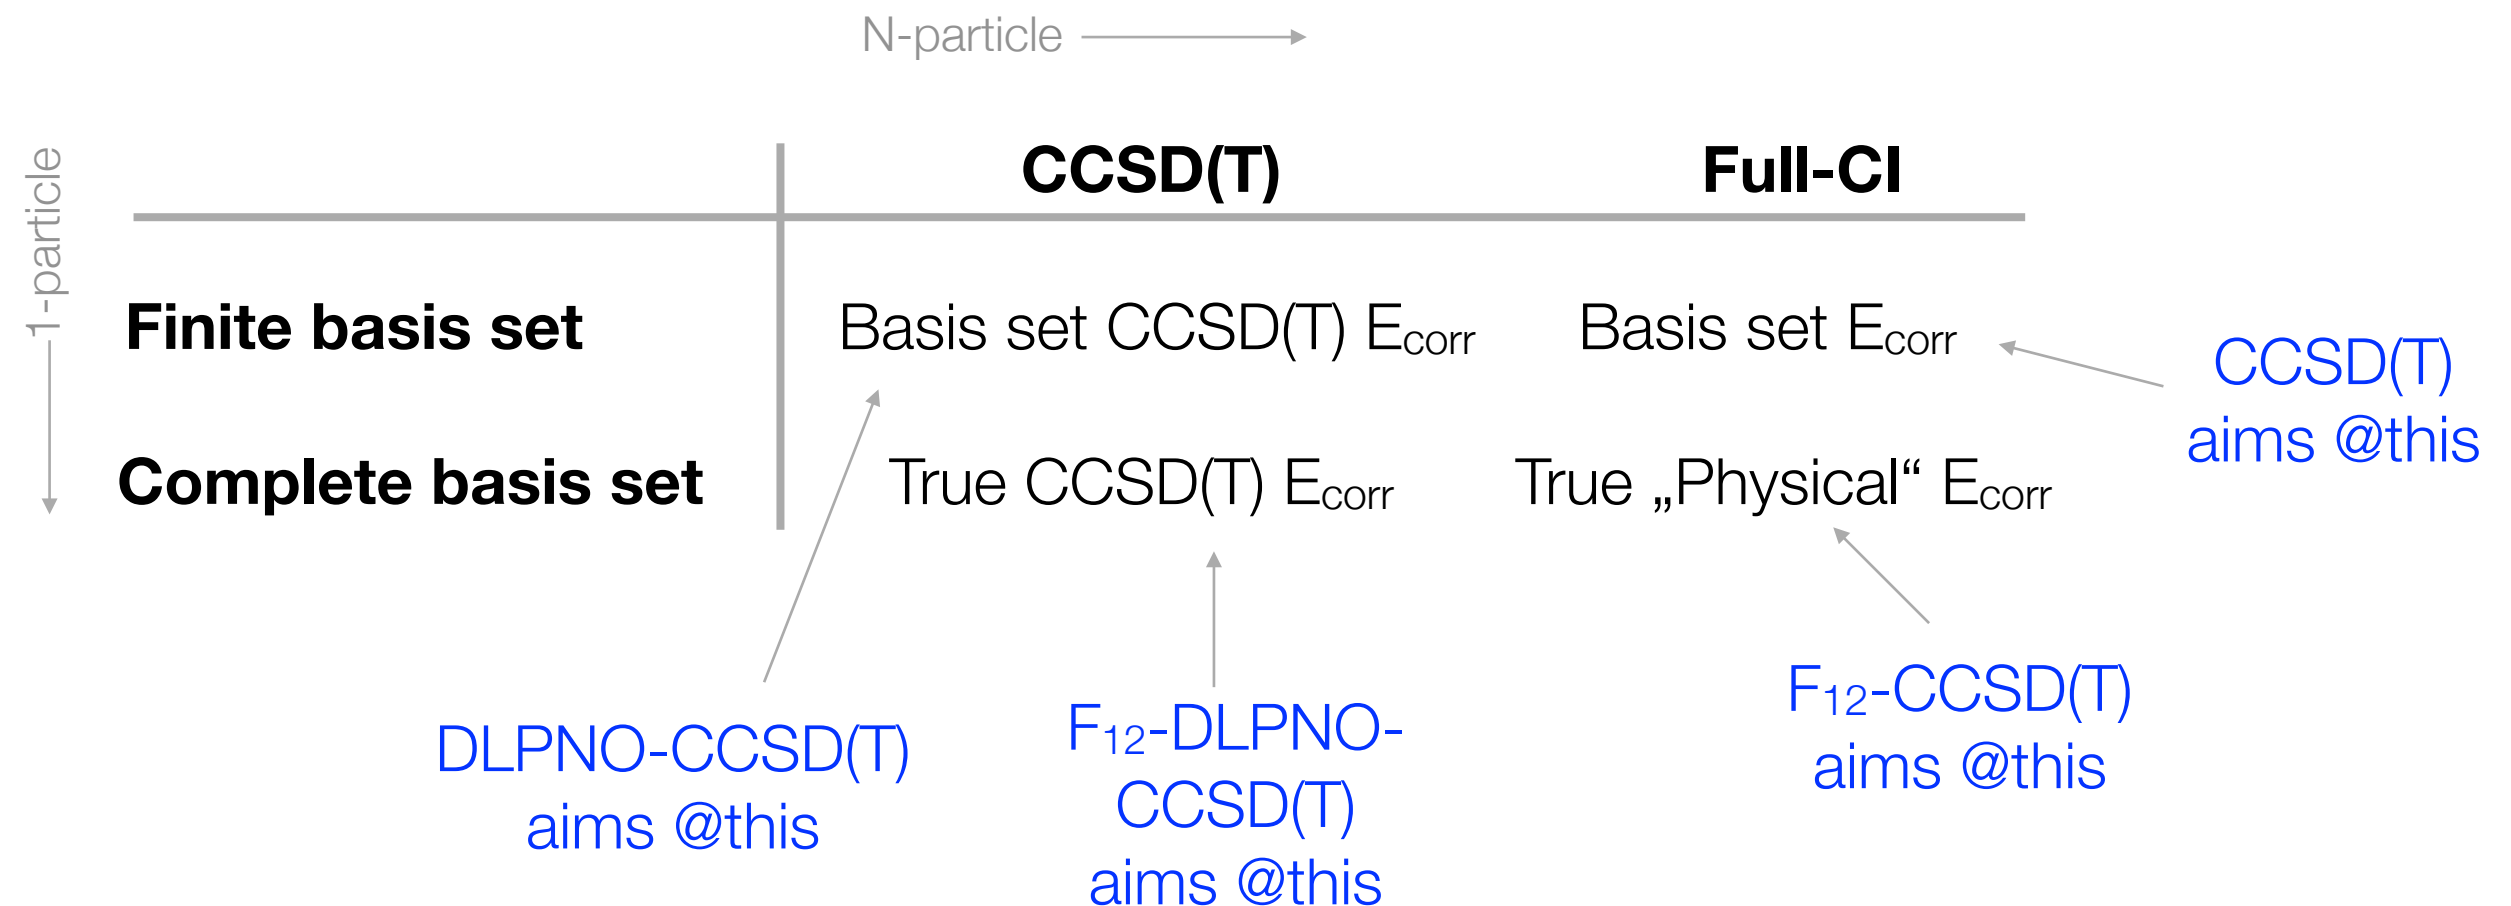 N-particle
1-particle
CCSD(T) Full-CI
Finite basis set Basis set CCSD(T) Ecorr Basis set Ecorr
Complete basis set True CCSD(T) Ecorr True „Physical“ Ecorr
CCSD(T)
aims @this
DLPNO-CCSD(T)
aims @this
F12-DLPNO-
CCSD(T)
aims @this
F12-CCSD(T)
aims @this